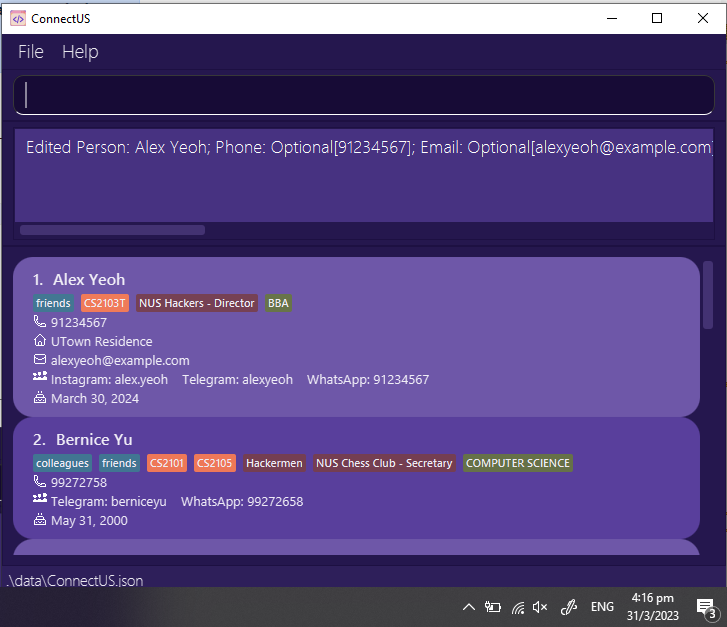 ConnectUS
File Help
Edited Person: Alex Yeoh; Phone: Optional[91234567]; Email: Optional[alexyeoh@example.com]
1. Alex Yeoh
friends CS2103T NUS Hackers - Director BBA
91234567
UTown Residence
alexyeoh@example.com
Instagram: alex.yeoh Telegram: alexyeoh WhatsApp: 91234567
March 30, 2024
2. Bernice Yu
colleagues friends CS2101 CS2105 Hackermen NUS Chess Club - Secretary COMPUTER SCIENCE
99272758
Telegram: berniceyu WhatsApp: 99272658
May 31, 2000
.\data\ConnectUS.json
ENG
4:16 pm
31/3/2023
3